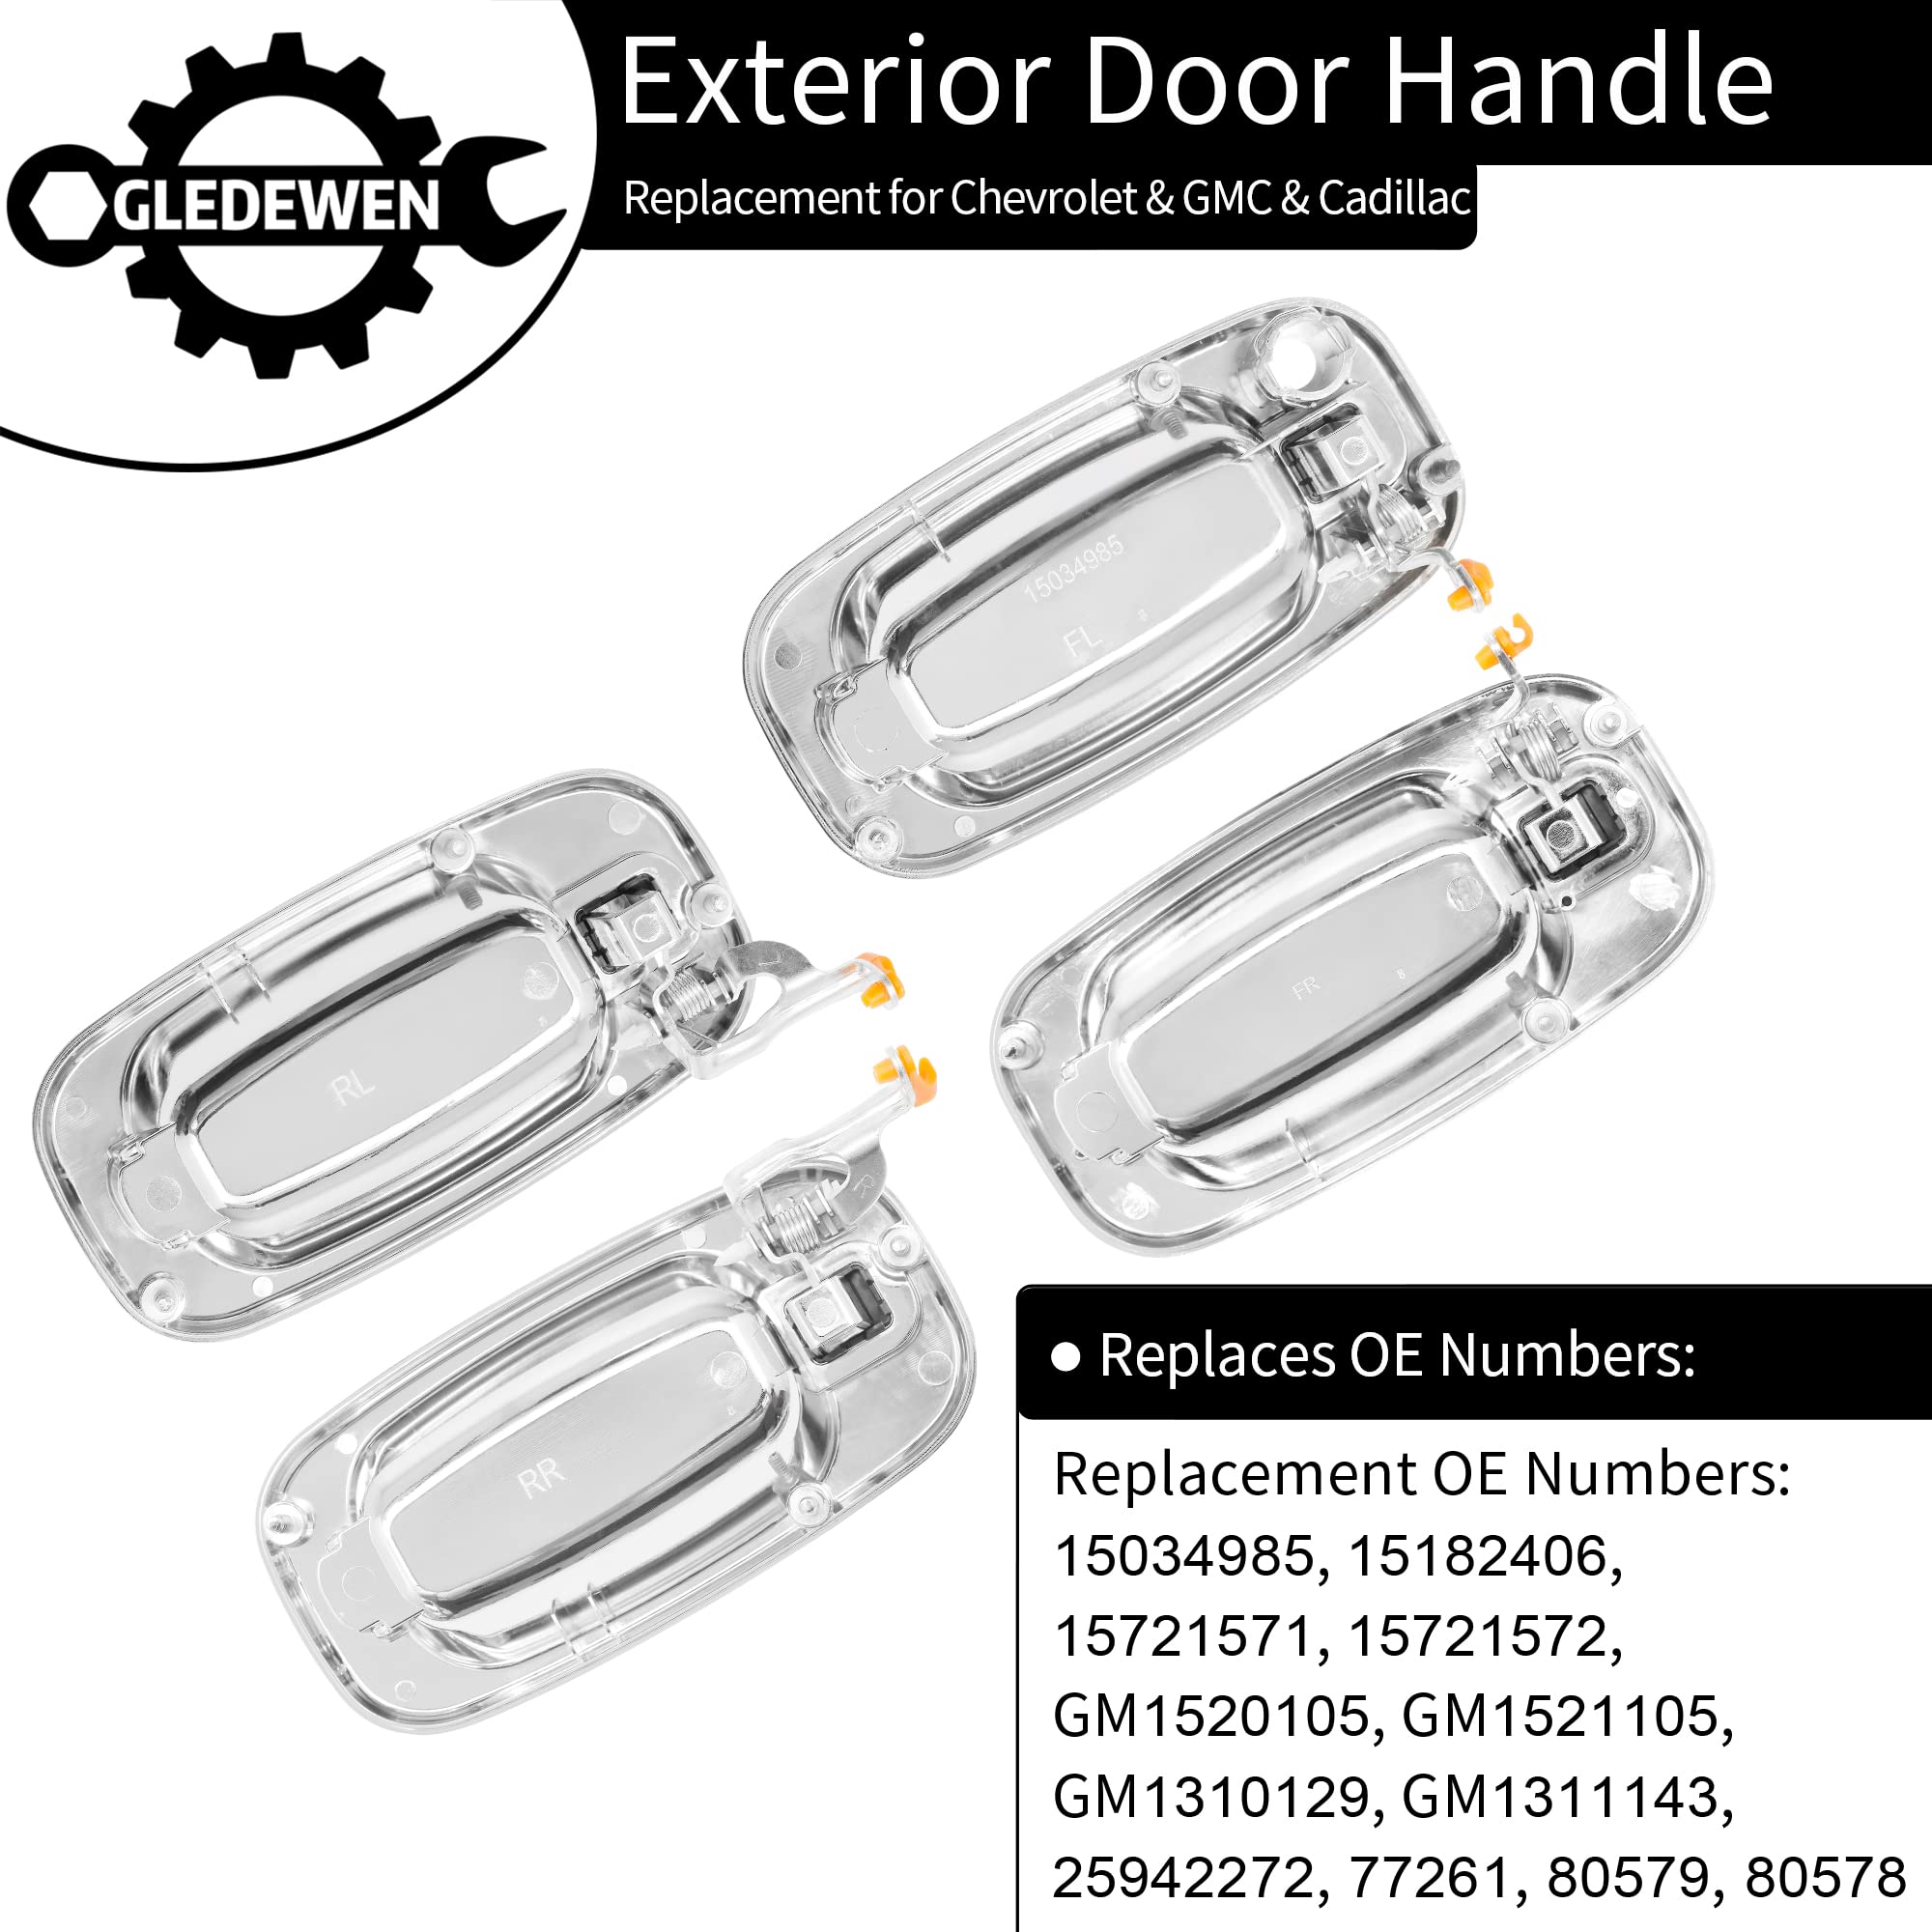 GLEDEWEN
Exterior Door Handle
Replacement for Chevrolet & GMC & Cadillac
15034985
FL
RL
L
FR
B
R
RR
● Replaces OE Numbers:
Replacement OE Numbers:
15034985, 15182406,
15721571, 15721572,
GM1520105, GM1521105,
GM1310129, GM1311143,
25942272, 77261, 80579, 80578